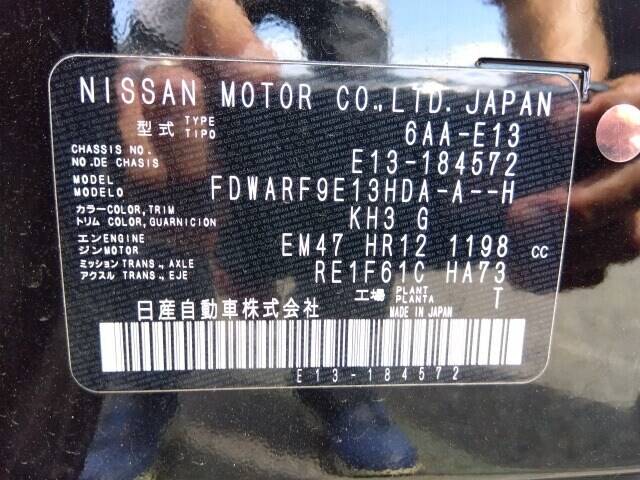 NISSAN MOTOR CO.,LTD. JAPAN
型式 TYPE TIPO 6AA-E13
CHASSIS NO. NO.DE CHASIS E13-184572
MODEL MODELO FDWARF9E13HDA-A--H
カラー COLOR, TRIM トリム COLOR, GUARNICION KH3 G
エンジン ENGINE MOTOR EM47 HR12 1198 cc
ミッション TRANS., AXLE アクスル TRANS., EJE RE1F61C HA73
工場 PLANT PLANTA T
日産自動車株式会社 MADE IN JAPAN
E13-184572